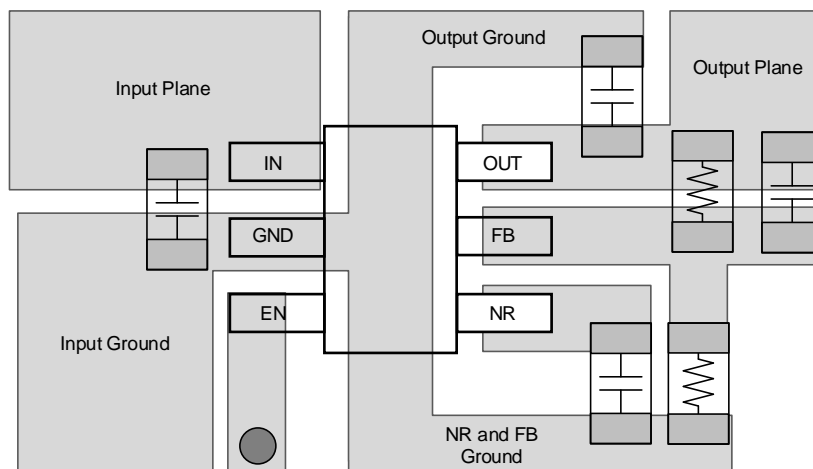 Output Ground
Input Plane
Output Plane
IN
OUT
GND
FB
EN
NR
Input Ground
NR and FB
Ground